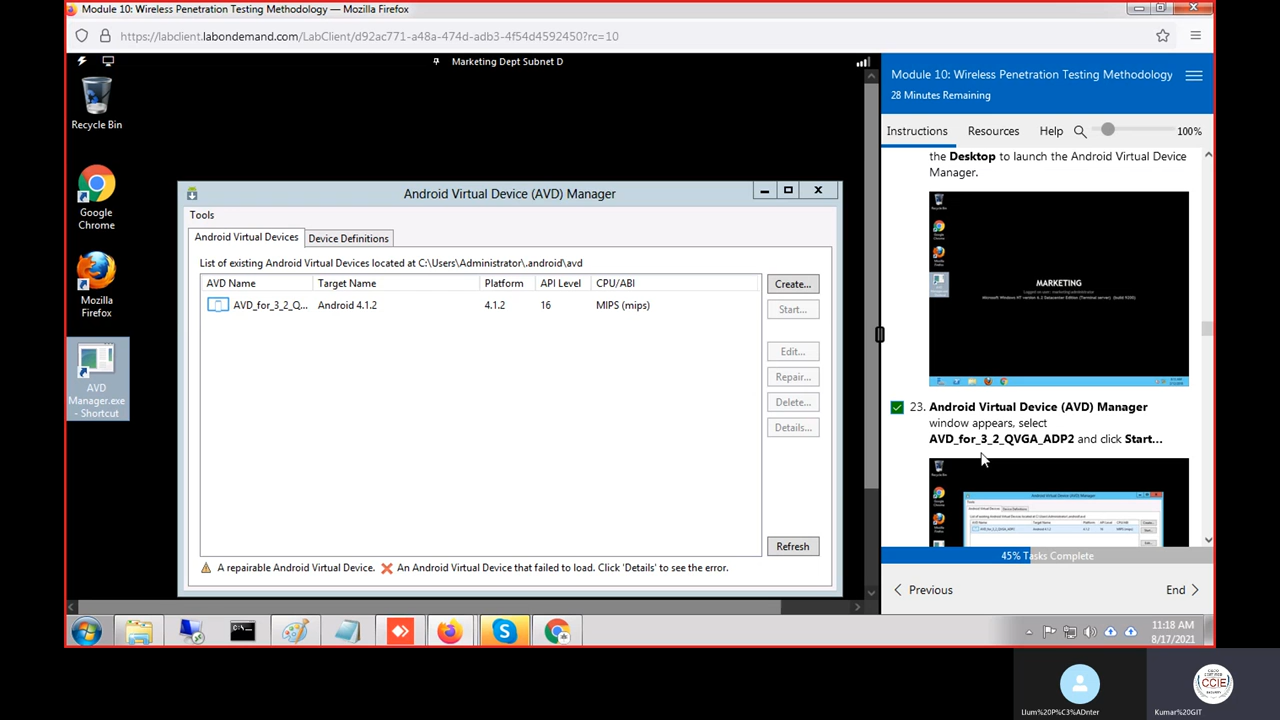 Module 10: Wireless Penetration Testing Methodology — Mozilla Firefox
https://labclient.labondemand.com/LabClient/d92ac771-a48a-474d-adb3-4f54d4592450?rc=10
Marketing Dept Subnet D
Recycle Bin
Google
Chrome
Mozilla
Firefox
AVD
Manager.exe
- Shortcut
Android Virtual Device (AVD) Manager
Tools
Android Virtual Devices
Device Definitions
List of existing Android Virtual Devices located at C:\Users\Administrator\.android\avd
AVD Name Target Name Platform API Level CPU/ABI
AVD_for_3_2_Q... Android 4.1.2 4.1.2 16 MIPS (mips)
Create...
Start...
Edit...
Repair...
Delete...
Details...
Refresh
A repairable Android Virtual Device. An Android Virtual Device that failed to load. Click 'Details' to see the error.
Module 10: Wireless Penetration Testing Methodology
28 Minutes Remaining
Instructions Resources Help 100%
the Desktop to launch the Android Virtual Device
Manager.
MARKETING
23. Android Virtual Device (AVD) Manager
window appears, select
AVD_for_3_2_QVGA_ADP2 and click Start...
45% Tasks Complete
Previous
End
11:18 AM
8/17/2021
Llum%20P%C3%ADnter
Kumar%20GIT
CCIE